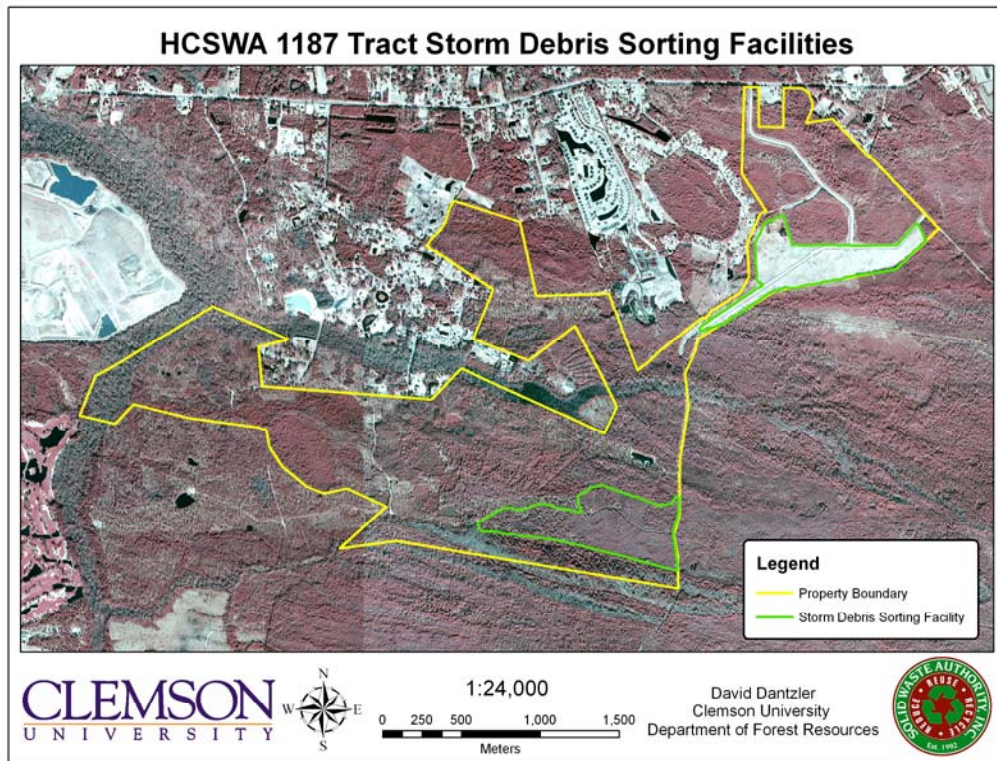 HCSWA 1187 Tract Storm Debris Sorting Facilities
Legend
Property Boundary
Storm Debris Sorting Facility
CLEMSON
UNIVERSITY
N
W
E
S
1:24,000
0 250 500 1,000 1,500
Meters
David Dantzler
Clemson University
Department of Forest Resources
SOLID WASTE AUTHORITY, INC.
REDUCE REUSE RECYCLE
Est. 1992